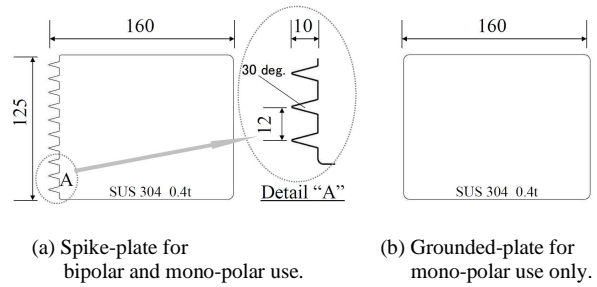 160
125
A
SUS 304 0.4t
10
30 deg.
12
Detail “A”
160
SUS 304 0.4t
(a) Spike-plate for
bipolar and mono-polar use.
(b) Grounded-plate for
mono-polar use only.